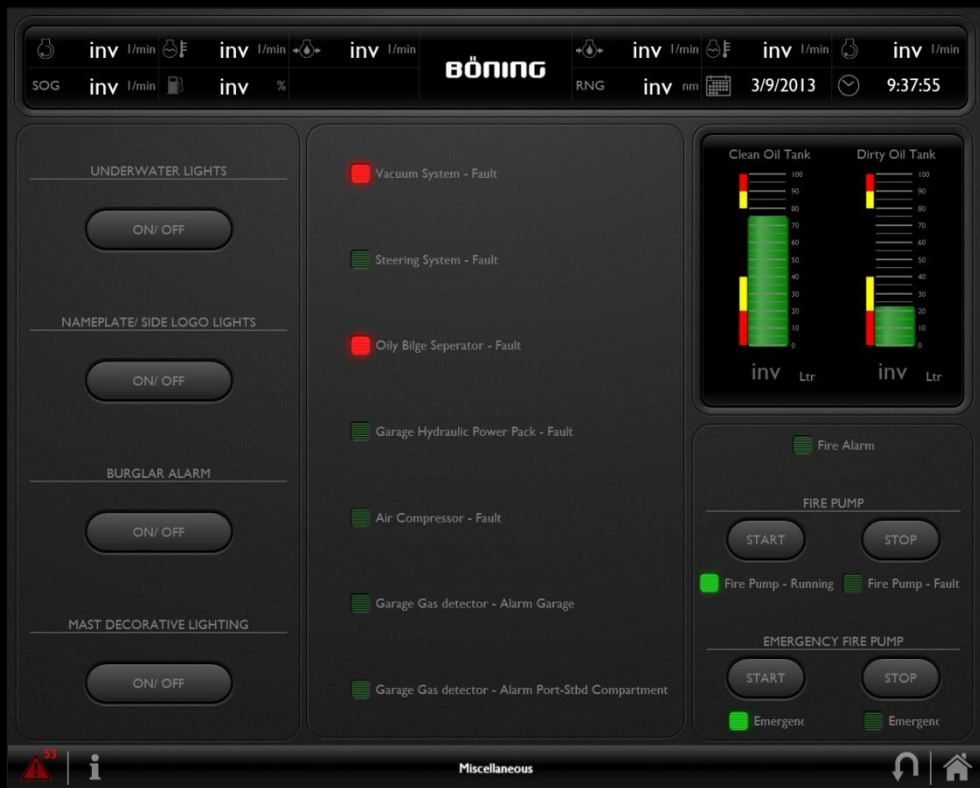 inv l/min inv l/min inv l/min BÖNING inv l/min inv l/min inv l/min
SOG inv l/min inv % RNG inv nm 3/9/2013 9:37:55
UNDERWATER LIGHTS
ON/ OFF
NAMEPLATE/ SIDE LOGO LIGHTS
ON/ OFF
BURGLAR ALARM
ON/ OFF
MAST DECORATIVE LIGHTING
ON/ OFF
Vacuum System - Fault
Steering System - Fault
Oily Bilge Seperator - Fault
Garage Hydraulic Power Pack - Fault
Air Compressor - Fault
Garage Gas detector - Alarm Garage
Garage Gas detector - Alarm Port-Stbd Compartment
Clean Oil Tank Dirty Oil Tank
100 100
90 90
80 80
70 70
60 60
50 50
40 40
30 30
20 20
10 10
0 0
inv Ltr inv Ltr
Fire Alarm
FIRE PUMP
START STOP
Fire Pump - Running Fire Pump - Fault
EMERGENCY FIRE PUMP
START STOP
Emergenc Emergenc
53
Miscellaneous